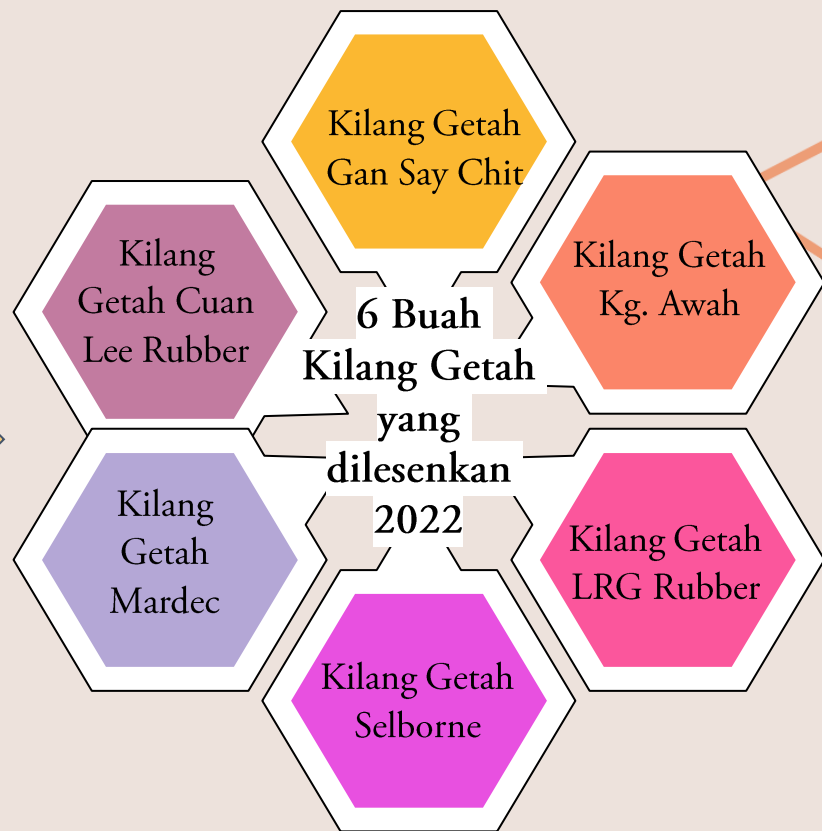 Kilang Getah
Gan Say Chit
Kilang
Getah Cuan
Lee Rubber
Kilang Getah
Kg. Awah
6 Buah
Kilang Getah
yang
dilesenkan
2022
Kilang
Getah
Mardec
Kilang Getah
LRG Rubber
Kilang Getah
Selborne